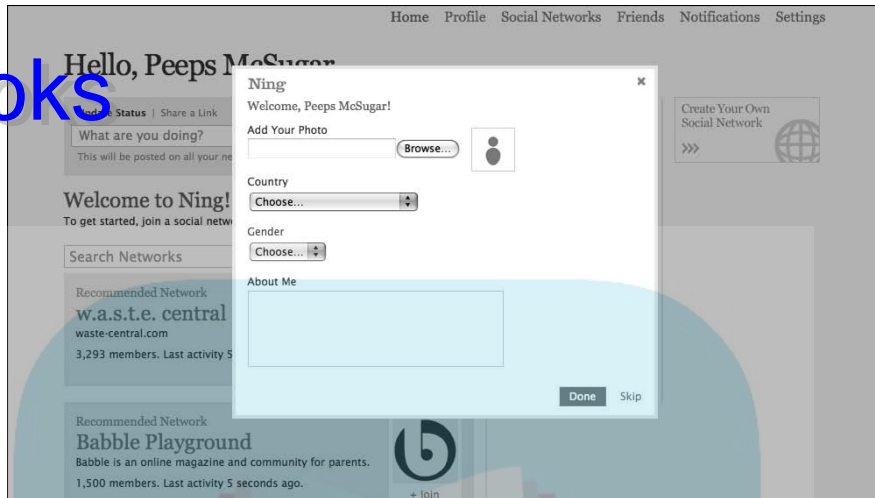 Home Profile Social Networks Friends Notifications Settings
Hello, Peeps McSugar
oks
Update Status | Share a Link
What are you doing?
This will be posted on all your ne
Create Your Own
Social Network
>>>
Welcome to Ning!
To get started, join a social netw
Search Networks
Recommended Network
w.a.s.t.e. central
waste-central.com
3,293 members. Last activity 5
Recommended Network
Babble Playground
Babble is an online magazine and community for parents.
1,500 members. Last activity 5 seconds ago.
+ Join
Ning
Welcome, Peeps McSugar!
Add Your Photo
Browse...
Country
Choose...
Gender
Choose...
About Me
Done Skip